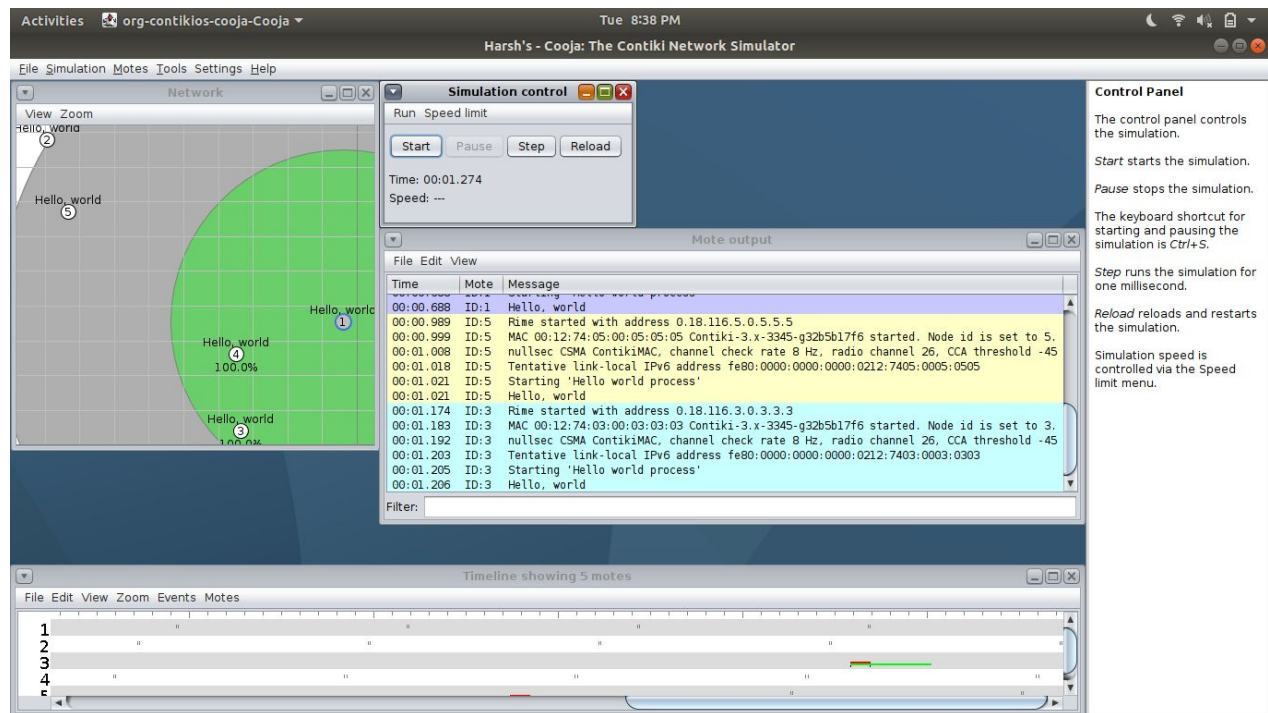 Activities org-contikios-cooja-Cooja Tue 8:38 PM
Harsh's - Cooja: The Contiki Network Simulator
File Simulation Motes Tools Settings Help
Network
View Zoom
Hello, world
2
Hello, world
5
Hello, world
1
Hello, world
4
100.0%
Hello, world
3
100.0%
Simulation control
Run Speed limit
Start Pause Step Reload
Time: 00:01.274
Speed: ---
Mote output
File Edit View
Time Mote Message
00:00.688 ID:1 Hello, world
00:00.989 ID:5 Rime started with address 0.18.116.5.0.5.5.5
00:00.999 ID:5 MAC 00:12:74:05:00:05:05:05 Contiki-3.x-3345-g32b5b17f6 started. Node id is set to 5.
00:01.008 ID:5 nullsec CSMA ContikiMAC, channel check rate 8 Hz, radio channel 26, CCA threshold -45
00:01.018 ID:5 Tentative link-local IPv6 address fe80:0000:0000:0000:0212:7405:0005:0505
00:01.021 ID:5 Starting 'Hello world process'
00:01.021 ID:5 Hello, world
00:01.174 ID:3 Rime started with address 0.18.116.3.0.3.3.3
00:01.183 ID:3 MAC 00:12:74:03:00:03:03:03 Contiki-3.x-3345-g32b5b17f6 started. Node id is set to 3.
00:01.192 ID:3 nullsec CSMA ContikiMAC, channel check rate 8 Hz, radio channel 26, CCA threshold -45
00:01.203 ID:3 Tentative link-local IPv6 address fe80:0000:0000:0000:0212:7403:0003:0303
00:01.205 ID:3 Starting 'Hello world process'
00:01.206 ID:3 Hello, world
Filter:
Control Panel
The control panel controls
the simulation.
Start starts the simulation.
Pause stops the simulation.
The keyboard shortcut for
starting and pausing the
simulation is Ctrl+S.
Step runs the simulation for
one millisecond.
Reload reloads and restarts
the simulation.
Simulation speed is
controlled via the Speed
limit menu.
Timeline showing 5 motes
File Edit View Zoom Events Motes
1
2
3
4
5